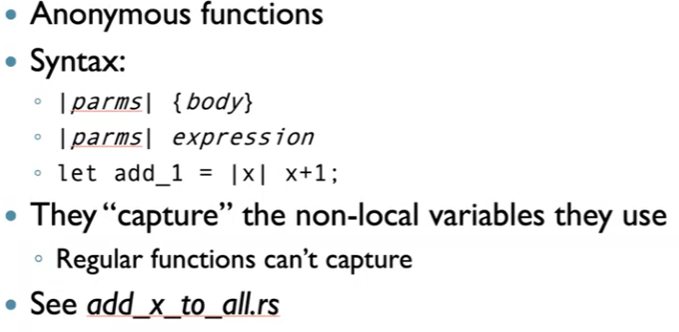 • Anonymous functions
• Syntax:
◦ |parms| {body}
◦ |parms| expression
◦ let add_1 = |x| x+1;
• They “capture” the non-local variables they use
◦ Regular functions can’t capture
• See add_x_to_all.rs